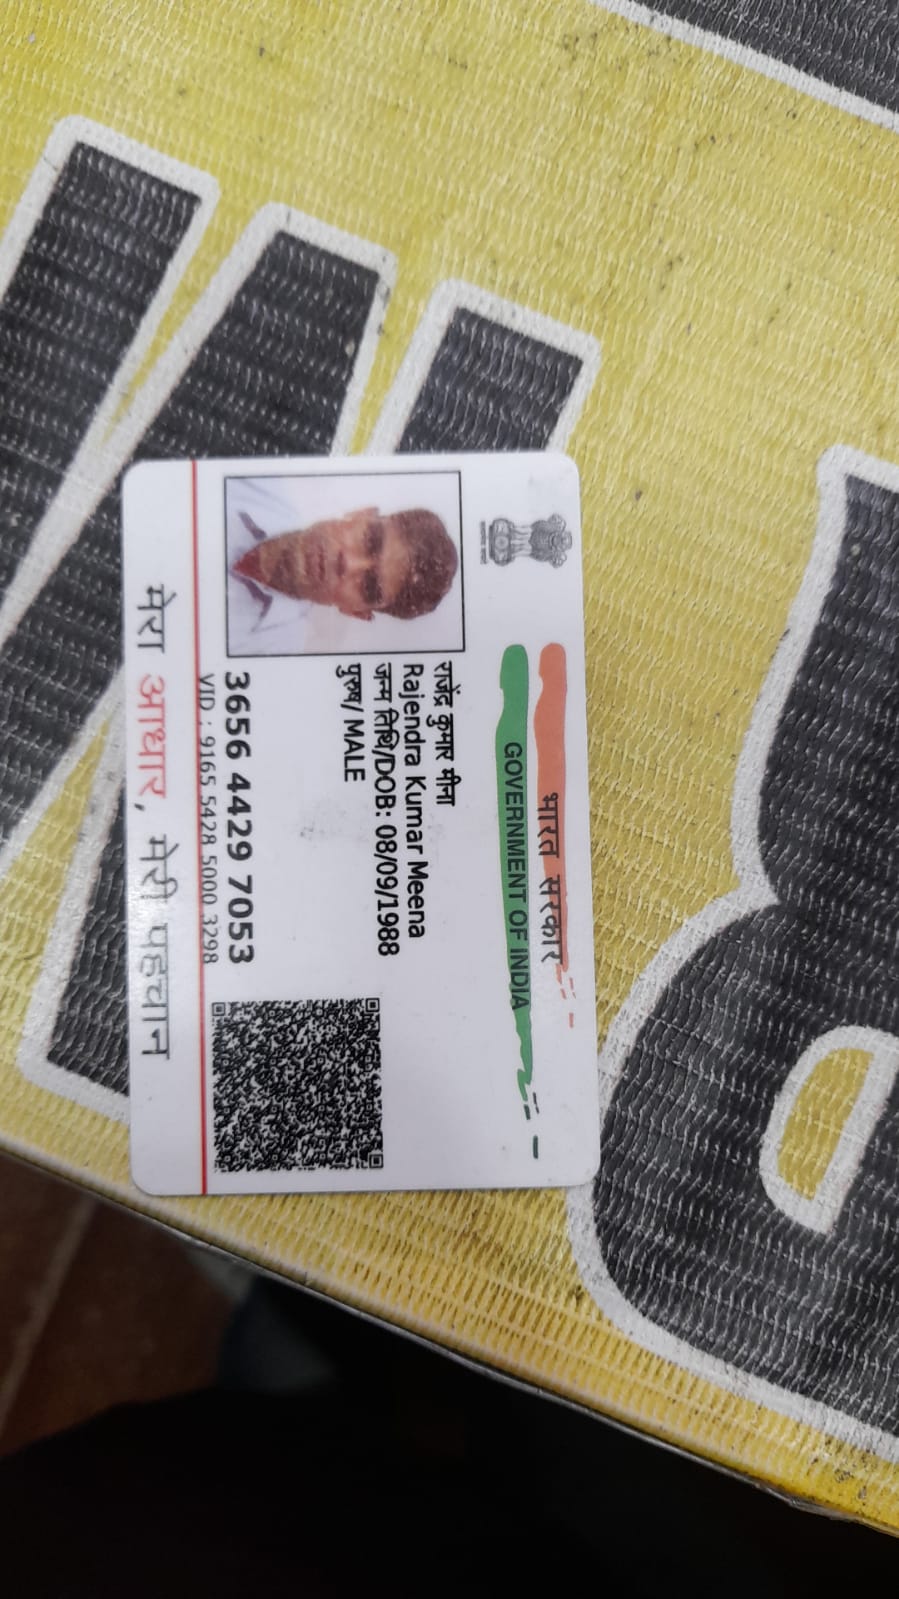 भारत सरकार
GOVERNMENT OF INDIA
राजेंद्र कुमार मीना
Rajendra Kumar Meena
जन्म तिथि/DOB: 08/09/1988
पुरुष/ MALE
3656 4429 7053
VID : 9165 5428 5000 3298
मेरा आधार, मेरी पहचान